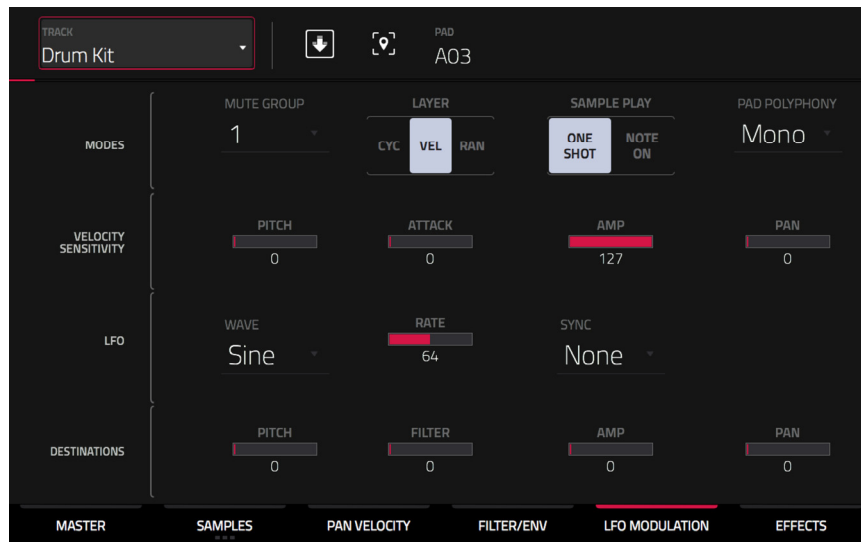 TRACK
Drum Kit
PAD
A03
MODES
MUTE GROUP
1
LAYER
CYC VEL RAN
SAMPLE PLAY
ONE SHOT
NOTE ON
PAD POLYPHONY
Mono
VELOCITY
SENSITIVITY
PITCH
0
ATTACK
0
AMP
127
PAN
0
LFO
WAVE
Sine
RATE
64
SYNC
None
DESTINATIONS
PITCH
0
FILTER
0
AMP
0
PAN
0
MASTER SAMPLES PAN VELOCITY FILTER/ENV LFO MODULATION EFFECTS